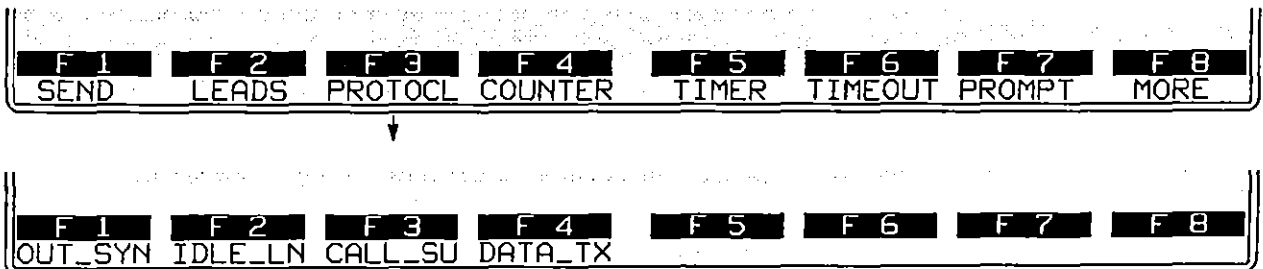 F 1 F 2 F 3 F 4 F 5 F 6 F 7 F 8
SEND LEADS PROTOCL COUNTER TIMER TIMEOUT PROMPT MORE
F 1 F 2 F 3 F 4 F 5 F 6 F 7 F 8
OUT_SYN IDLE_LN CALL_SU DATA_TX